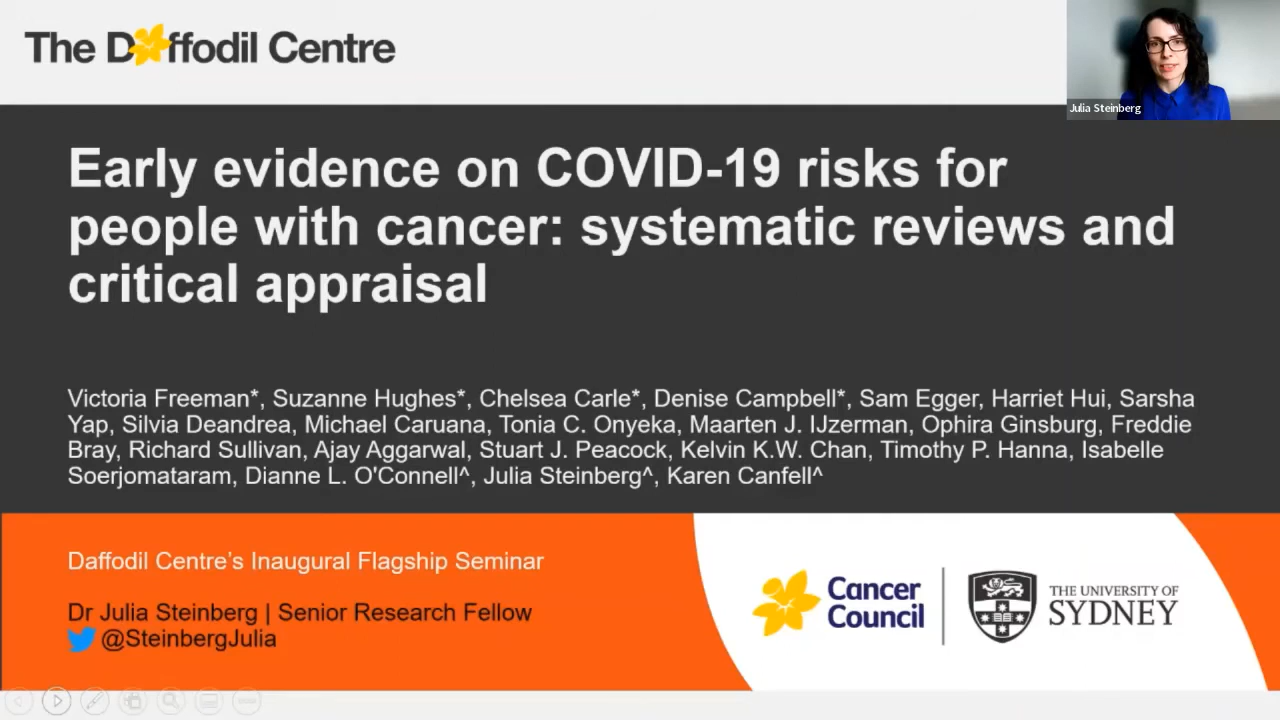 The Daffodil Centre
Julia Steinberg
Early evidence on COVID-19 risks for
people with cancer: systematic reviews and
critical appraisal
Victoria Freeman*, Suzanne Hughes*, Chelsea Carle*, Denise Campbell*, Sam Egger, Harriet Hui, Sarsha
Yap, Silvia Deandrea, Michael Caruana, Tonia C. Onyeka, Maarten J. IJzerman, Ophira Ginsburg, Freddie
Bray, Richard Sullivan, Ajay Aggarwal, Stuart J. Peacock, Kelvin K.W. Chan, Timothy P. Hanna, Isabelle
Soerjomataram, Dianne L. O'Connell^, Julia Steinberg^, Karen Canfell^
Daffodil Centre’s Inaugural Flagship Seminar
Dr Julia Steinberg | Senior Research Fellow
@SteinbergJulia
Cancer
Council
THE UNIVERSITY OF
SYDNEY